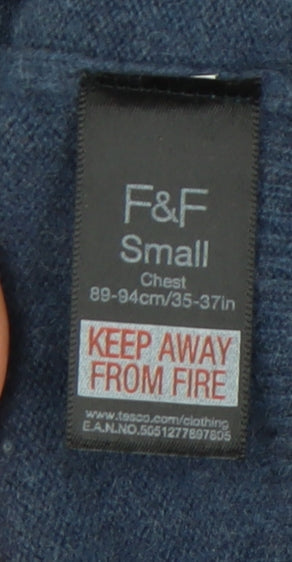 F&F
Small
Chest
89-94cm/35-37in
KEEP AWAY
FROM FIRE
www.tesco.com/clothing
E.A.N.NO.5051277897805